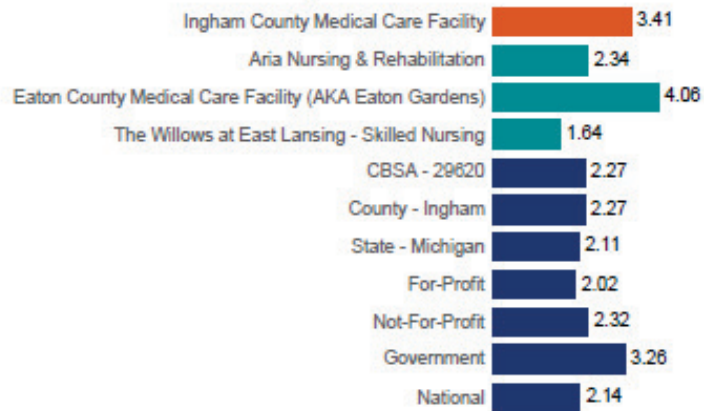 Ingham County Medical Care Facility 3.41
Aria Nursing & Rehabilitation 2.34
Eaton County Medical Care Facility (AKA Eaton Gardens) 4.06
The Willows at East Lansing - Skilled Nursing 1.64
CBSA - 29620 2.27
County - Ingham 2.27
State - Michigan 2.11
For-Profit 2.02
Not-For-Profit 2.32
Government 3.26
National 2.14